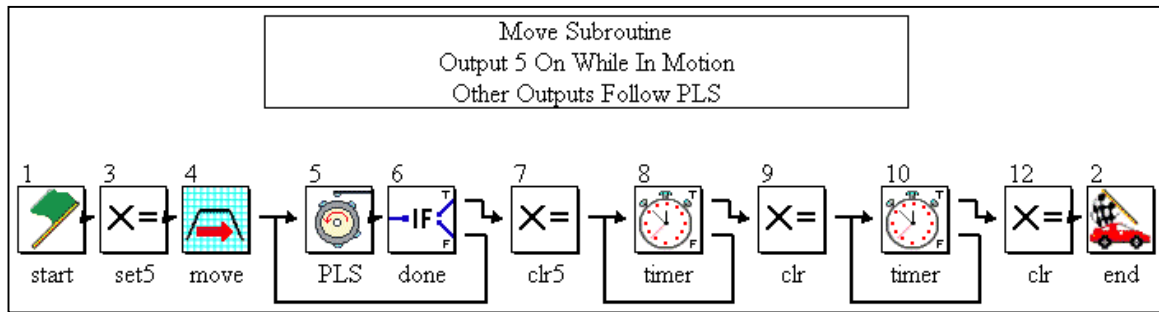 Move Subroutine
Output 5 On While In Motion
Other Outputs Follow PLS
1 3 4 5 6 7 8 9 10 12 2
X= IF T F X= T F X= T F X=
start set5 move PLS done clr5 timer clr timer clr end